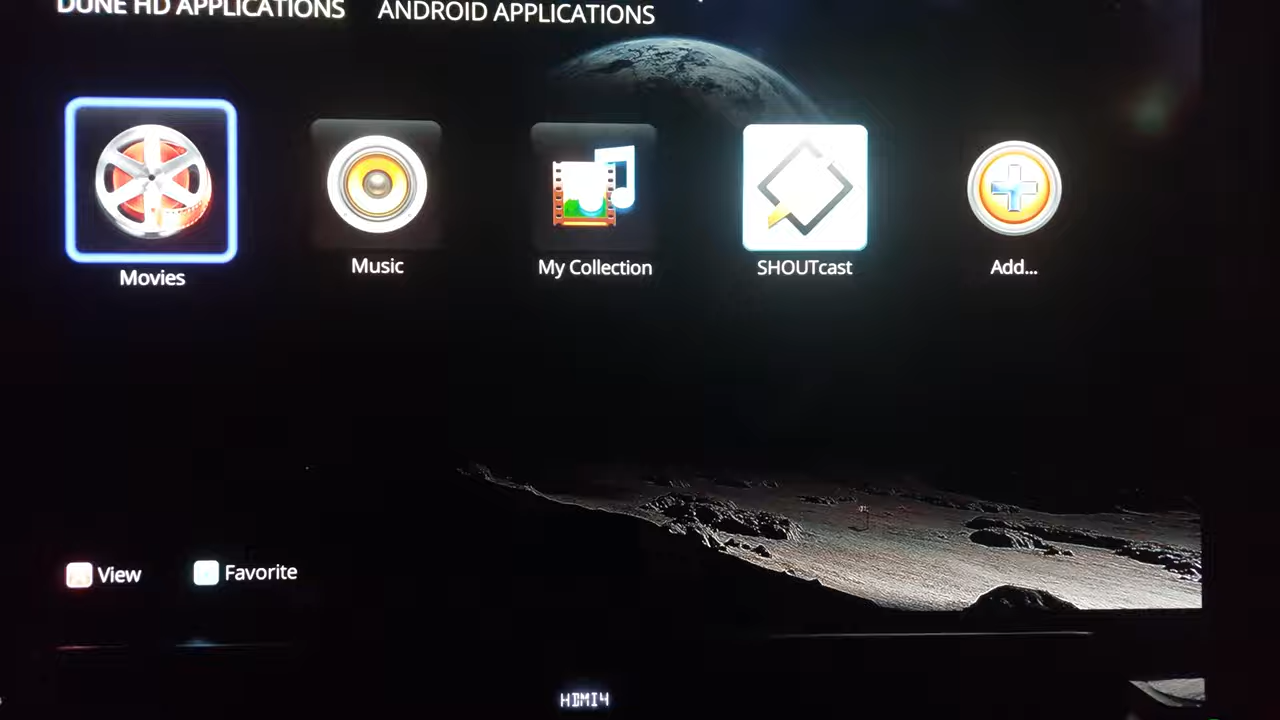 DUNE HD APPLICATIONS ANDROID APPLICATIONS
Movies Music My Collection SHOUTcast Add...
View Favorite
HDMI4